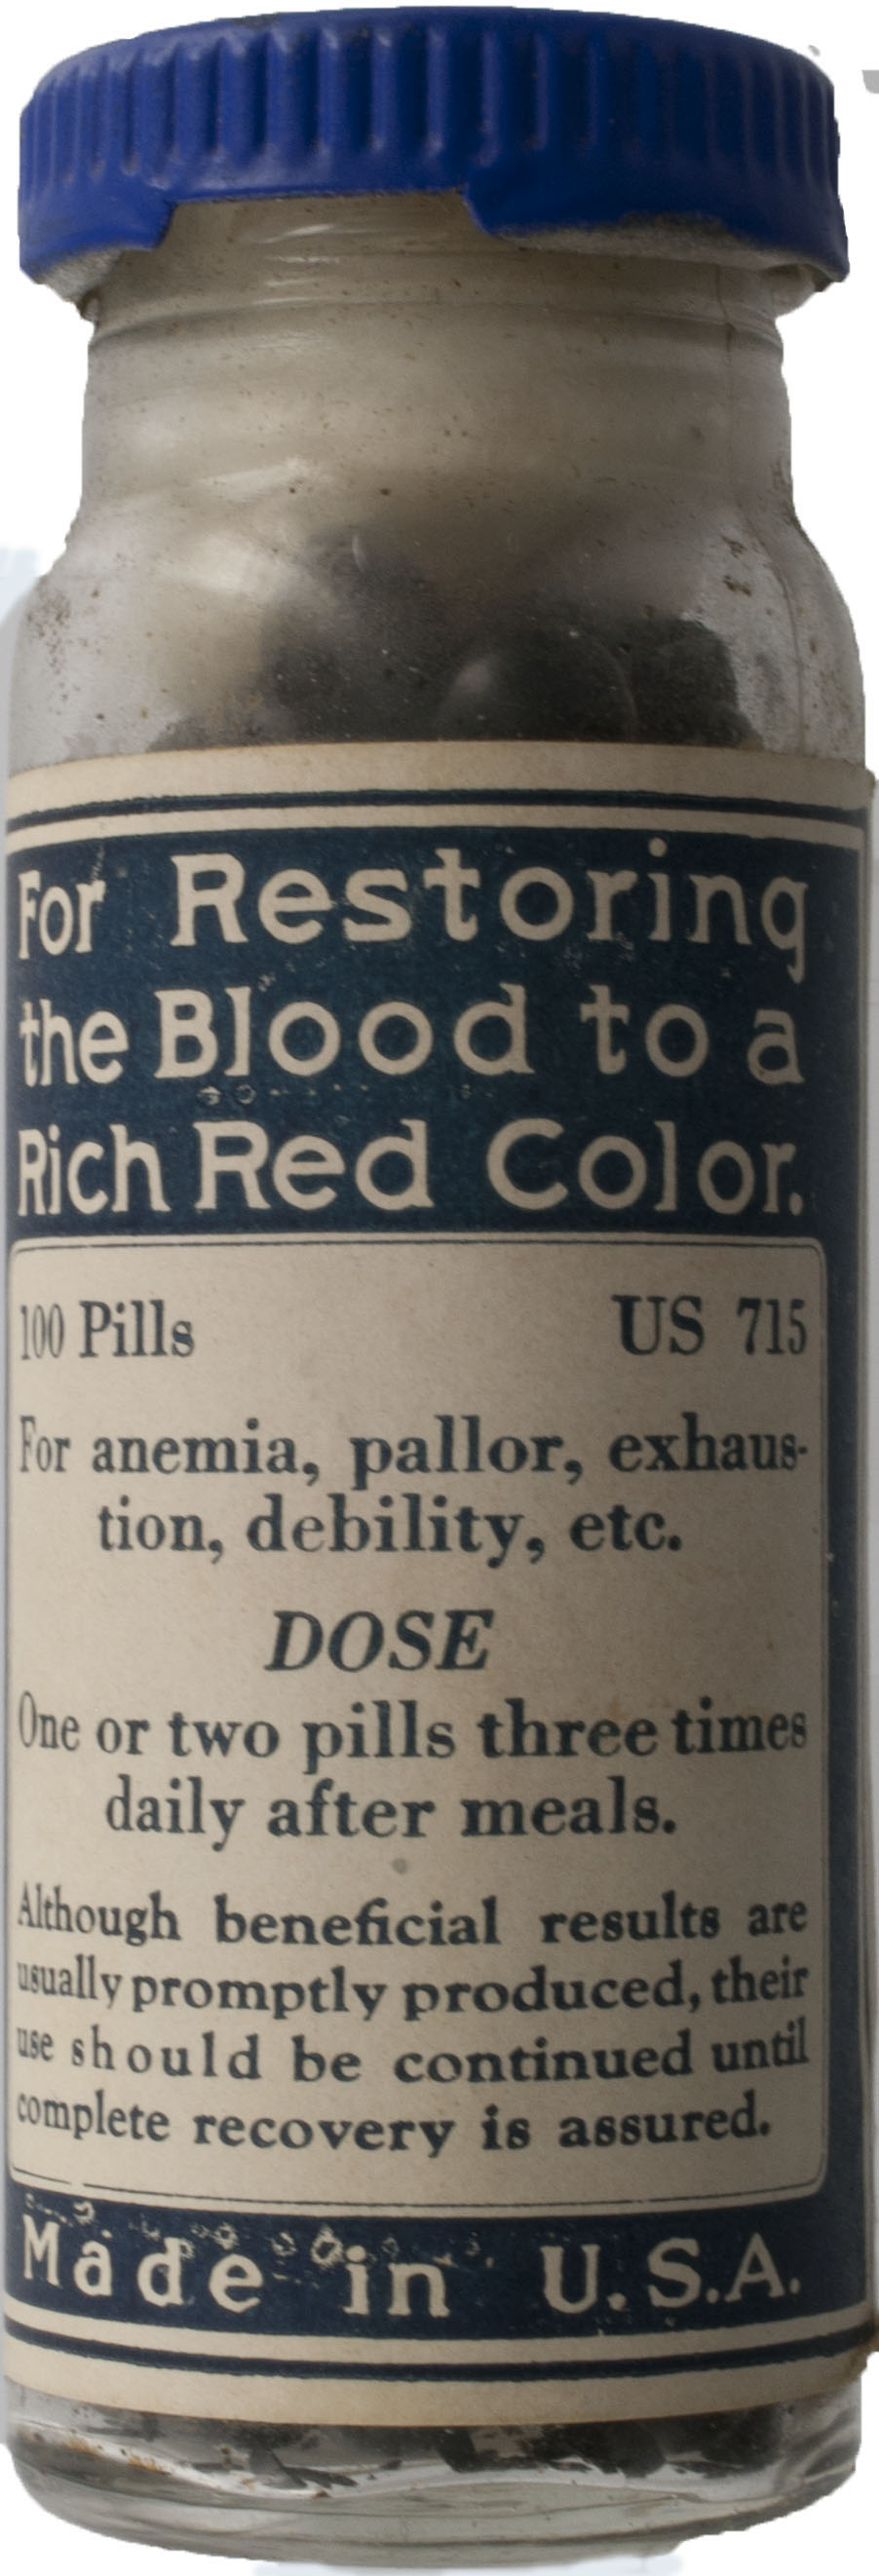 For Restoring
the Blood to a
Rich Red Color.
100 Pills US 715
For anemia, pallor, exhaus-
tion, debility, etc.
DOSE
One or two pills three times
daily after meals.
Although beneficial results are
usually promptly produced, their
use should be continued until
complete recovery is assured.
Made in U.S.A.